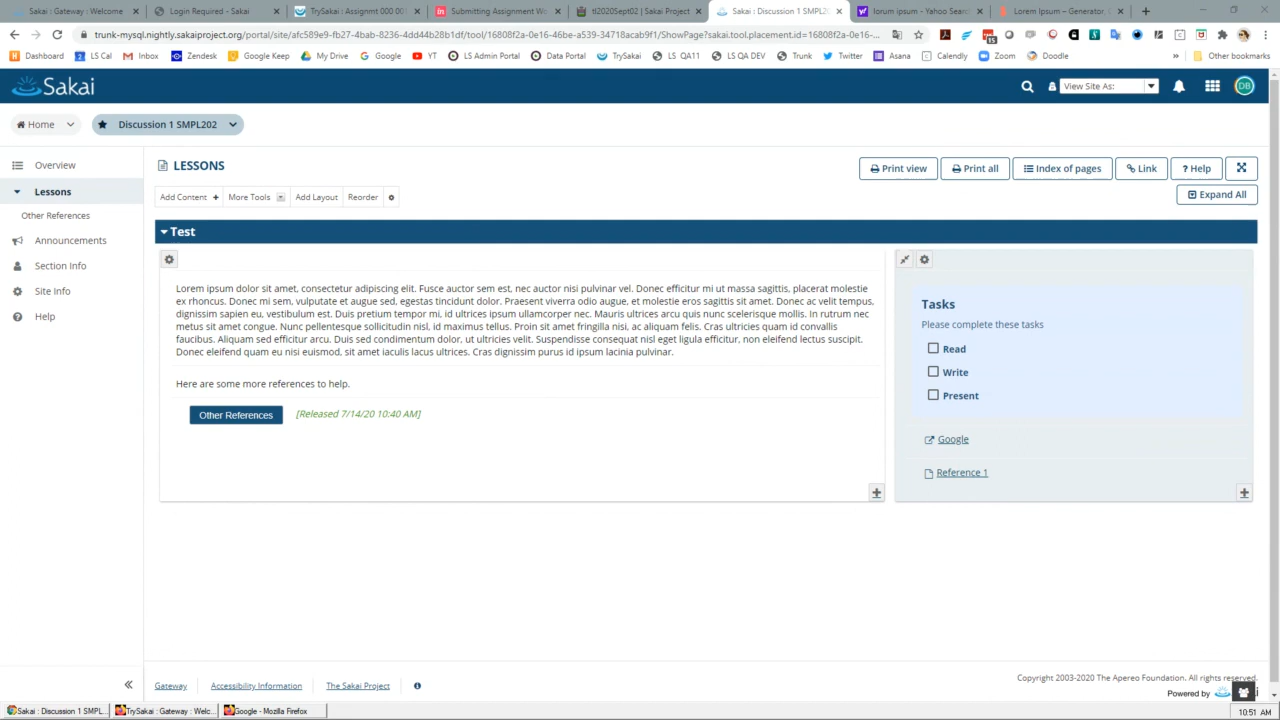 Sakai : Gateway : Welcome
Login Required - Sakai
TrySakai : Assignmt 000 00
Submitting Assignment Wo
tl2020Sept02 | Sakai Project
Sakai : Discussion 1 SMPL20
lorum ipsum - Yahoo Searc
Lorem Ipsum – Generator, O
trunk-mysql.nightly.sakaiproject.org/portal/site/afc589e9-fb27-4bab-8236-4dd44b28b1df/tool/16808f2a-0e16-46be-a539-34718acab9f1/ShowPage?sakai.tool.placement.id=16808f2a-0e16-...
Dashboard
LS Cal
Inbox
Zendesk
Google Keep
My Drive
Google
YT
LS Admin Portal
Data Portal
TrySakai
LS QA11
LS QA DEV
Trunk
Twitter
Asana
Calendly
Zoom
Doodle
»
Other bookmarks
Sakai
View Site As:
DB
Home
Discussion 1 SMPL202
Overview
Lessons
Other References
Announcements
Section Info
Site Info
Help
LESSONS
Print view
Print all
Index of pages
Link
? Help
Expand All
Add Content +
More Tools
Add Layout
Reorder
Test
Lorem ipsum dolor sit amet, consectetur adipiscing elit. Fusce auctor sem est, nec auctor nisi pulvinar vel. Donec efficitur mi ut massa sagittis, placerat molestie
ex rhoncus. Donec mi sem, vulputate et augue sed, egestas tincidunt dolor. Praesent viverra odio augue, et molestie eros sagittis sit amet. Donec ac velit tempus,
dignissim sapien eu, vestibulum est. Duis pretium tempor mi, id ultrices ipsum ullamcorper nec. Mauris ultrices arcu quis nunc scelerisque mollis. In rutrum nec
metus sit amet congue. Nunc pellentesque sollicitudin nisl, id maximus tellus. Proin sit amet fringilla nisi, ac aliquam felis. Cras ultricies quam id convallis
faucibus. Aliquam sed efficitur arcu. Duis sed condimentum dolor, ut ultricies velit. Suspendisse consequat nisl eget ligula efficitur, non eleifend lectus suscipit.
Donec eleifend quam eu nisi euismod, sit amet iaculis lacus ultrices. Cras dignissim purus id ipsum lacinia pulvinar.
Here are some more references to help.
Other References
[Released 7/14/20 10:40 AM]
Tasks
Please complete these tasks
Read
Write
Present
Google
Reference 1
Gateway
Accessibility Information
The Sakai Project
Copyright 2003-2020 The Apereo Foundation. All rights reserved.
Powered by
Sakai : Discussion 1 SMPL...
TrySakai : Gateway : Welc...
Google - Mozilla Firefox
10:51 AM